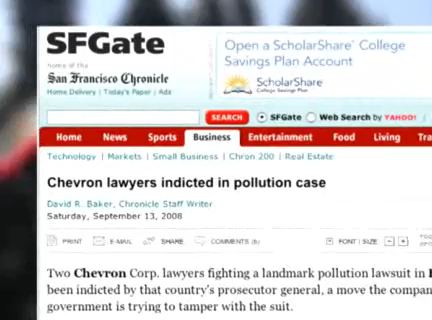 SFGate
home of the
San Francisco Chronicle
Home Delivery | Today's Paper | Ads
Open a ScholarShare College
Savings Plan Account
ScholarShare
College Savings Plan
SEARCH SFGate Web Search by YAHOO!
Home News Sports Business Entertainment Food Living
Technology | Markets | Small Business | Chron 200 | Real Estate
Chevron lawyers indicted in pollution case
David R. Baker, Chronicle Staff Writer
Saturday, September 13, 2008
PRINT E-MAIL SHARE COMMENTS FONT | SIZE:
Two Chevron Corp. lawyers fighting a landmark pollution lawsuit in
been indicted by that country's prosecutor general, a move the
government is trying to tamper with the suit.